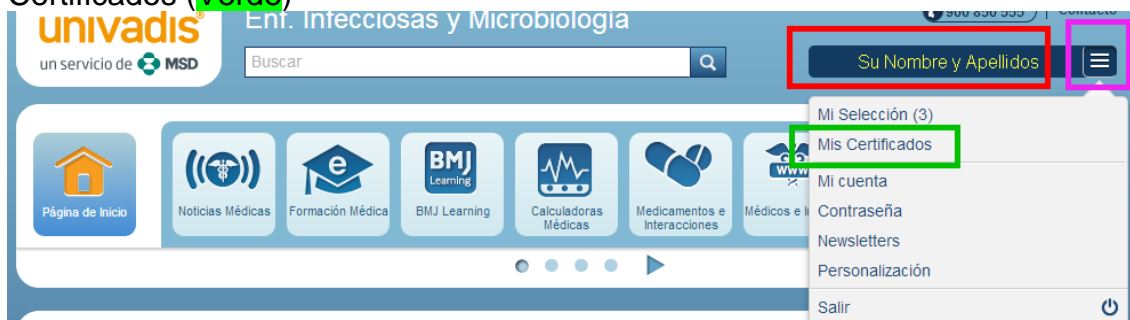 Certificados (Verde)
univadis
Enf. Infecciosas y Microbiología
900 850 555 | Contacto
un servicio de MSD
Buscar
Su Nombre y Apellidos
Mi Selección (3)
Mis Certificados
Mi cuenta
Contraseña
Newsletters
Personalización
Salir
e
BMJ
Learning
www
Página de Inicio
Noticias Médicas
Formación Médica
BMJ Learning
Calculadoras
Médicas
Medicamentos e
Interacciones
Médicos e